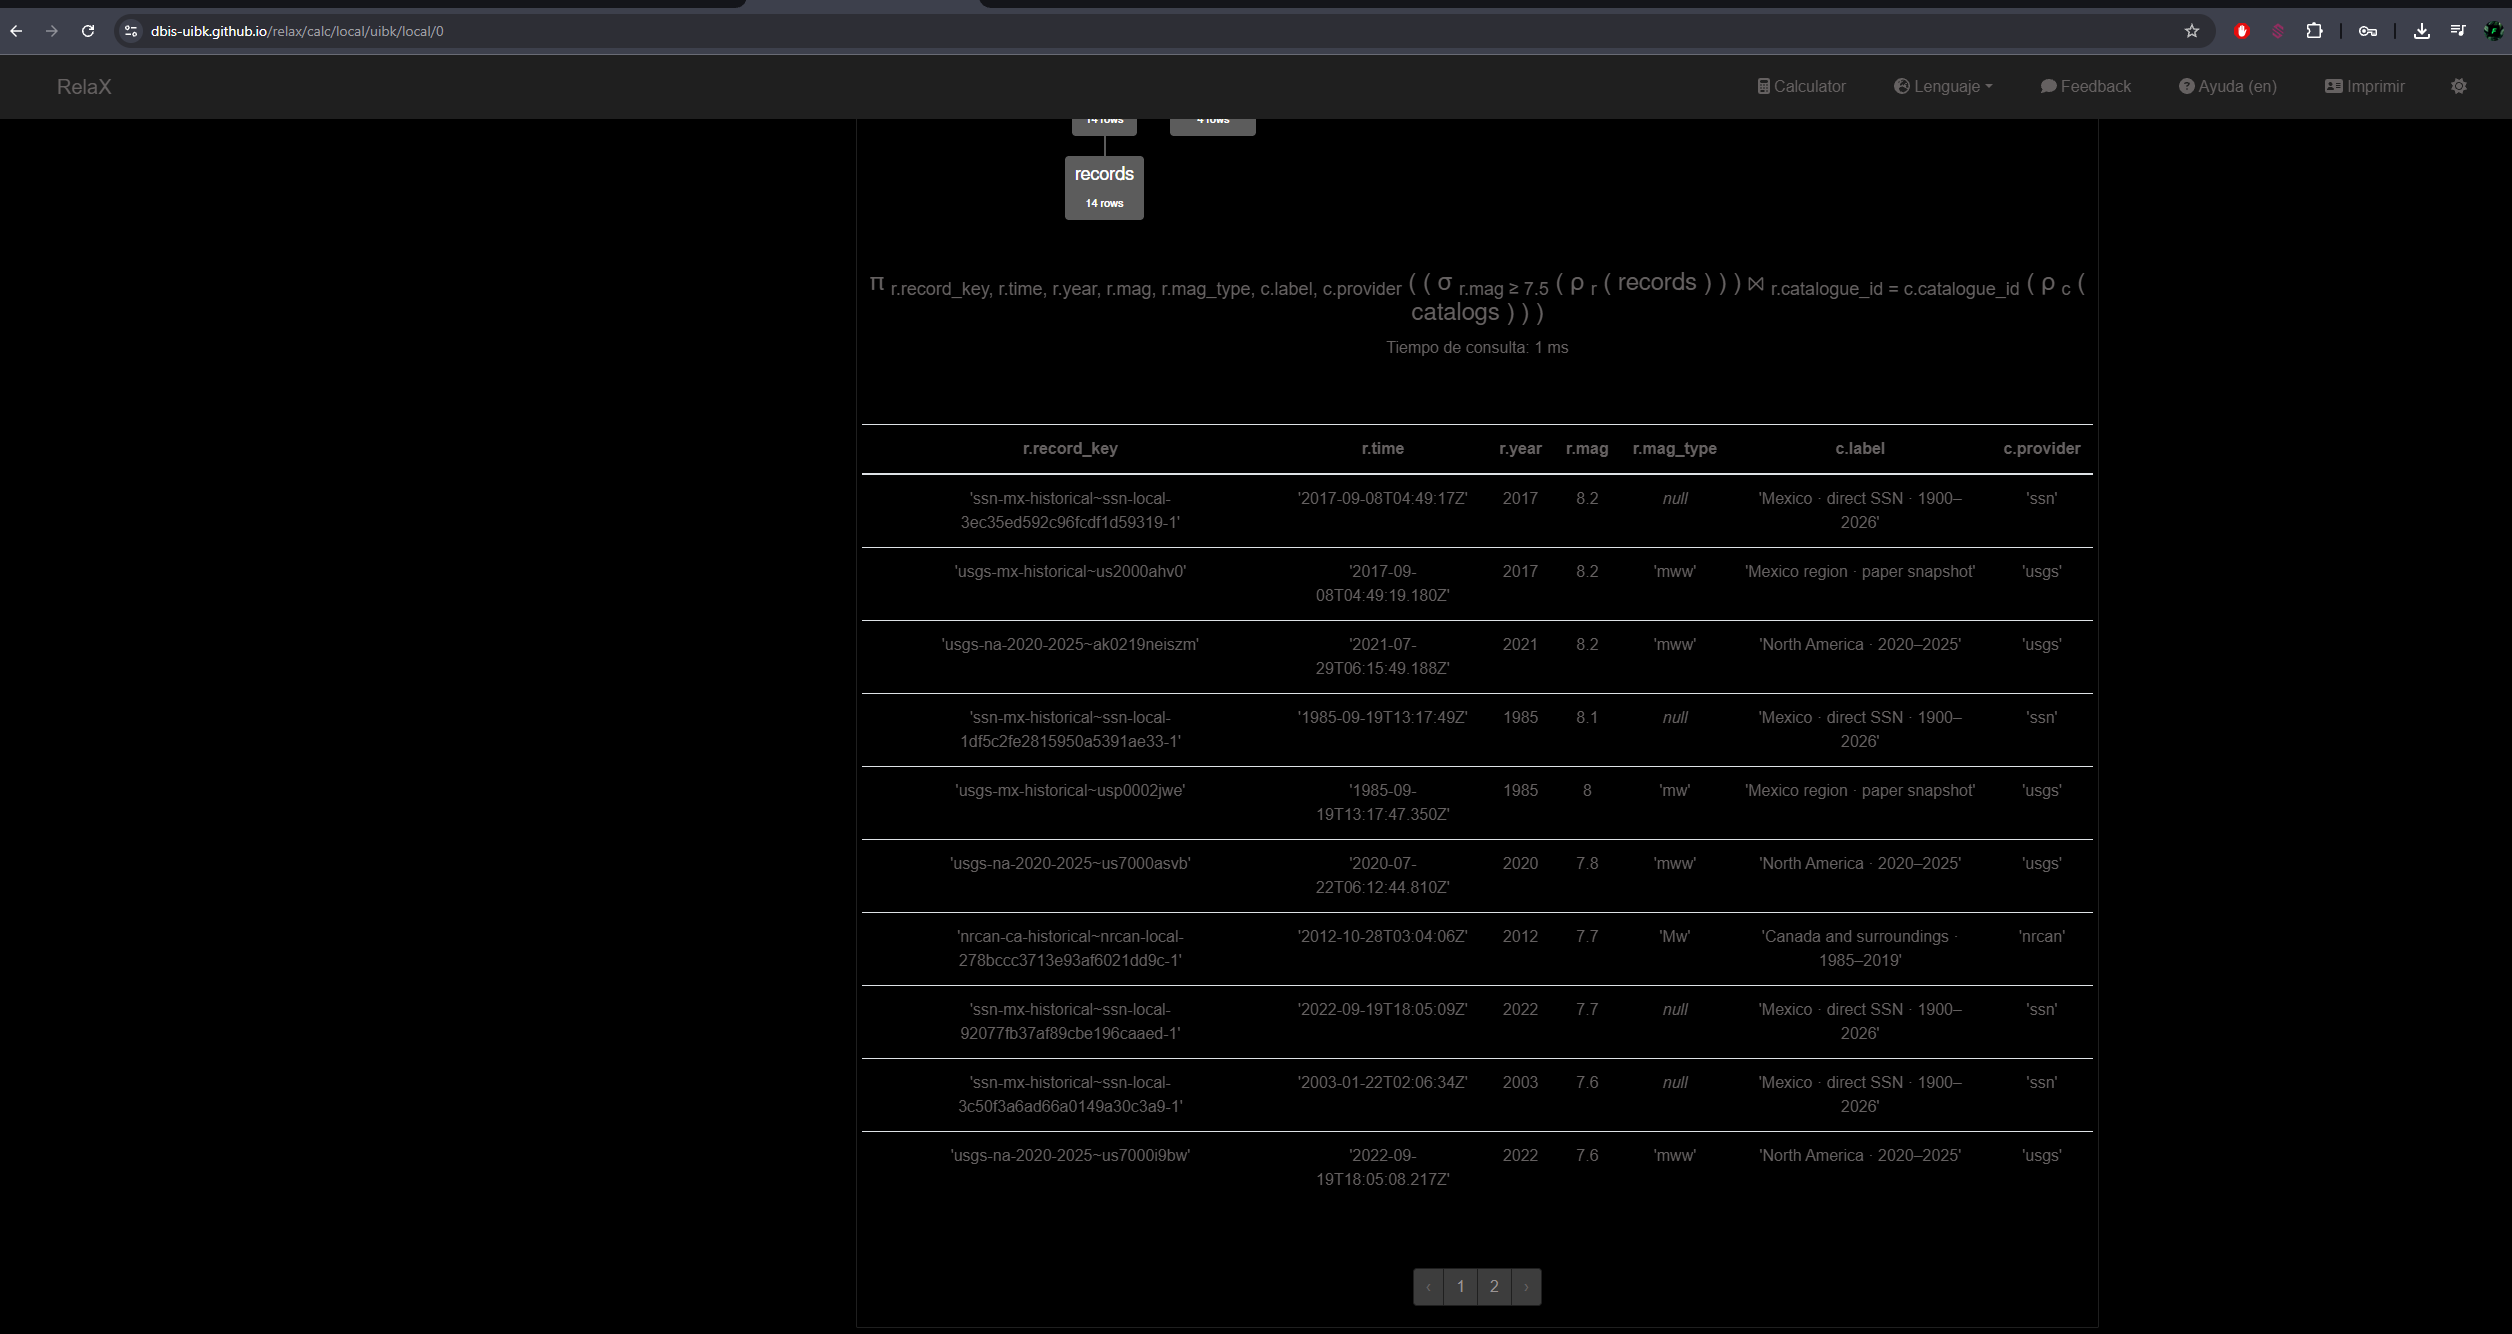 dbis-uibk.github.io/relax/calc/local/uibk/local/0
RelaX
Calculator
Lenguaje
Feedback
Ayuda (en)
Imprimir
14 rows
4 rows
records
14 rows
π r.record_key, r.time, r.year, r.mag, r.mag_type, c.label, c.provider ( ( σ r.mag ≥ 7.5 ( ρ r ( records ) ) ) ⋈ r.catalogue_id = c.catalogue_id ( ρ c (
catalogs ) ) )
Tiempo de consulta: 1 ms
r.record_key r.time r.year r.mag r.mag_type c.label c.provider
'ssn-mx-historical~ssn-local- '2017-09-08T04:49:17Z' 2017 8.2 null 'Mexico · direct SSN · 1900– 'ssn'
3ec35ed592c96fcdf1d59319-1' 2026'
'usgs-mx-historical~us2000ahv0' '2017-09- 2017 8.2 'mww' 'Mexico region · paper snapshot' 'usgs'
08T04:49:19.180Z'
'usgs-na-2020-2025~ak0219neiszm' '2021-07- 2021 8.2 'mww' 'North America · 2020–2025' 'usgs'
29T06:15:49.188Z'
'ssn-mx-historical~ssn-local- '1985-09-19T13:17:49Z' 1985 8.1 null 'Mexico · direct SSN · 1900– 'ssn'
1df5c2fe2815950a5391ae33-1' 2026'
'usgs-mx-historical~usp0002jwe' '1985-09- 1985 8 'mw' 'Mexico region · paper snapshot' 'usgs'
19T13:17:47.350Z'
'usgs-na-2020-2025~us7000asvb' '2020-07- 2020 7.8 'mww' 'North America · 2020–2025' 'usgs'
22T06:12:44.810Z'
'nrcan-ca-historical~nrcan-local- '2012-10-28T03:04:06Z' 2012 7.7 'Mw' 'Canada and surroundings · 'nrcan'
278bccc3713e93af6021dd9c-1' 1985–2019'
'ssn-mx-historical~ssn-local- '2022-09-19T18:05:09Z' 2022 7.7 null 'Mexico · direct SSN · 1900– 'ssn'
92077fb37af89cbe196caaed-1' 2026'
'ssn-mx-historical~ssn-local- '2003-01-22T02:06:34Z' 2003 7.6 null 'Mexico · direct SSN · 1900– 'ssn'
3c50f3a6ad66a0149a30c3a9-1' 2026'
'usgs-na-2020-2025~us7000i9bw' '2022-09- 2022 7.6 'mww' 'North America · 2020–2025' 'usgs'
19T18:05:08.217Z'
‹ 1 2 ›